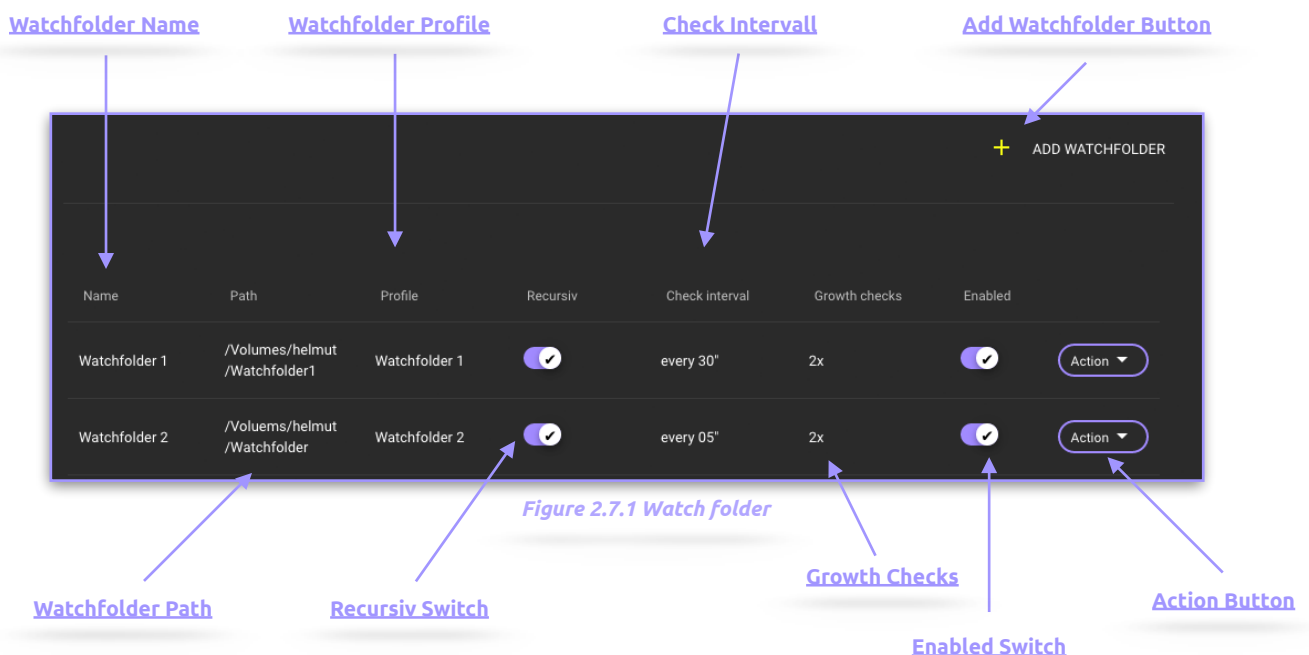 Watchfolder Name
Watchfolder Profile
Check Intervall
Add Watchfolder Button
ADD WATCHFOLDER
Name
Path
Profile
Recursiv
Check interval
Growth checks
Enabled
Watchfolder 1
/Volumes/helmut
/Watchfolder1
Watchfolder 1
every 30"
2x
Action
Watchfolder 2
/Voluems/helmut
/Watchfolder
Watchfolder 2
every 05"
2x
Action
Figure 2.7.1 Watch folder
Growth Checks
Watchfolder Path
Recursiv Switch
Action Button
Enabled Switch